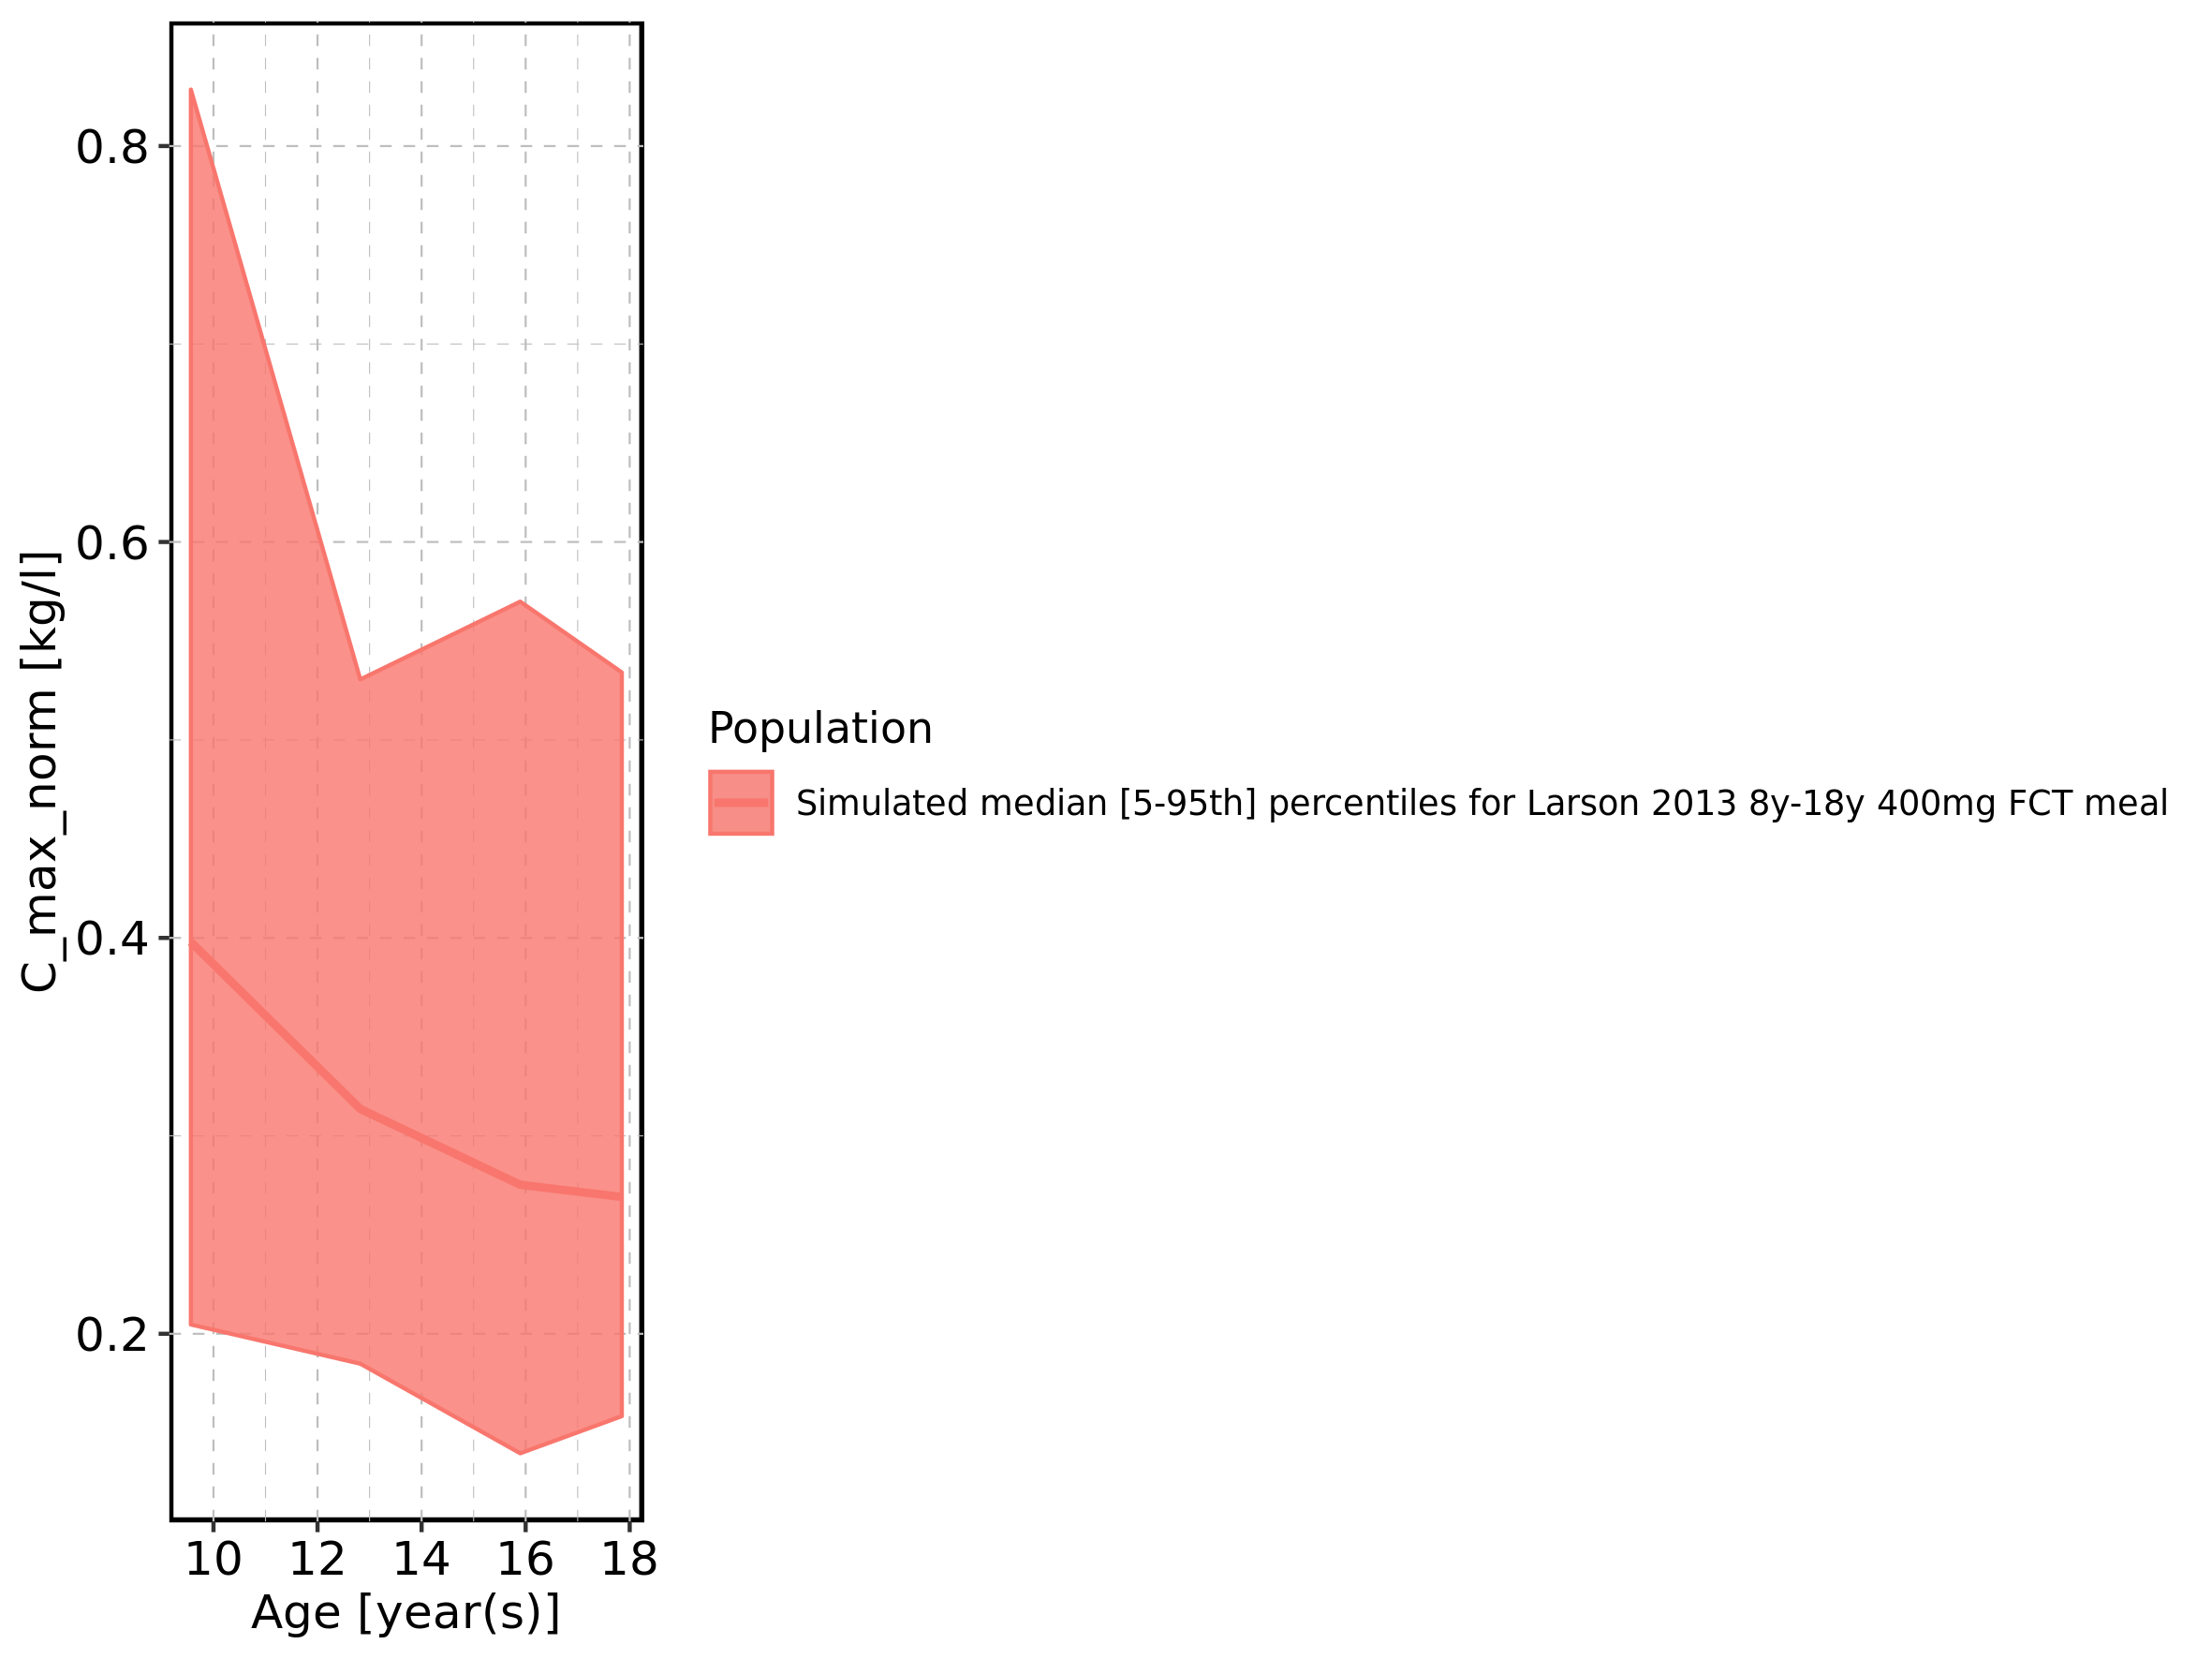 0.8
0.6
0.4
0.2
C_max_norm [kg/l]
10 12 14 16 18
Age [year(s)]
Population
Simulated median [5-95th] percentiles for Larson 2013 8y-18y 400mg FCT meal